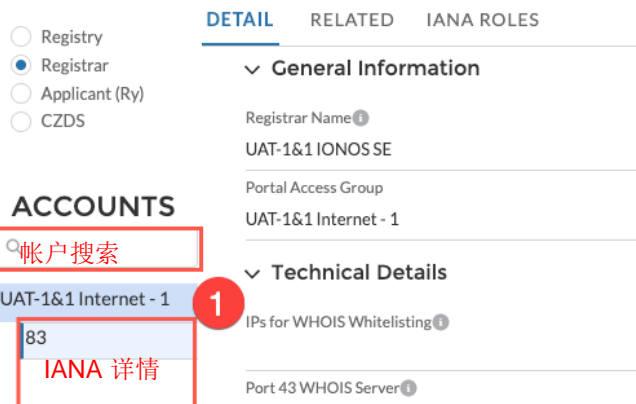 Registry
Registrar
Applicant (Ry)
CZDS
ACCOUNTS
帐户搜索
UAT-1&1 Internet - 1
1
83
IANA 详情
DETAIL RELATED IANA ROLES
General Information
Registrar Name
UAT-1&1 IONOS SE
Portal Access Group
UAT-1&1 Internet - 1
Technical Details
IPs for WHOIS Whitelisting
Port 43 WHOIS Server